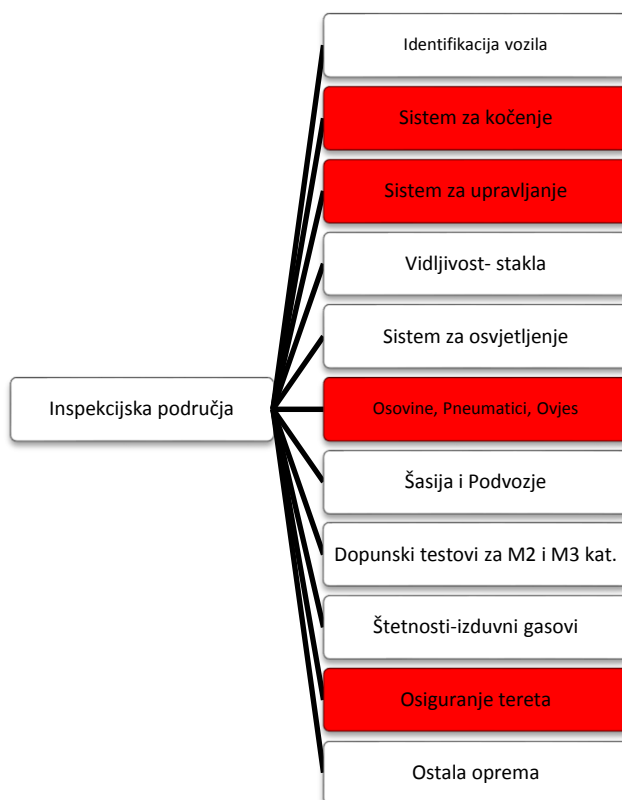 Identifikacija vozila
Sistem za kočenje
Sistem za upravljanje
Vidljivost- stakla
Sistem za osvjetljenje
Inspekcijska područja
Osovine, Pneumatici, Ovjes
Šasija i Podvozje
Dopunski testovi za M2 i M3 kat.
Štetnosti-izduvni gasovi
Osiguranje tereta
Ostala oprema